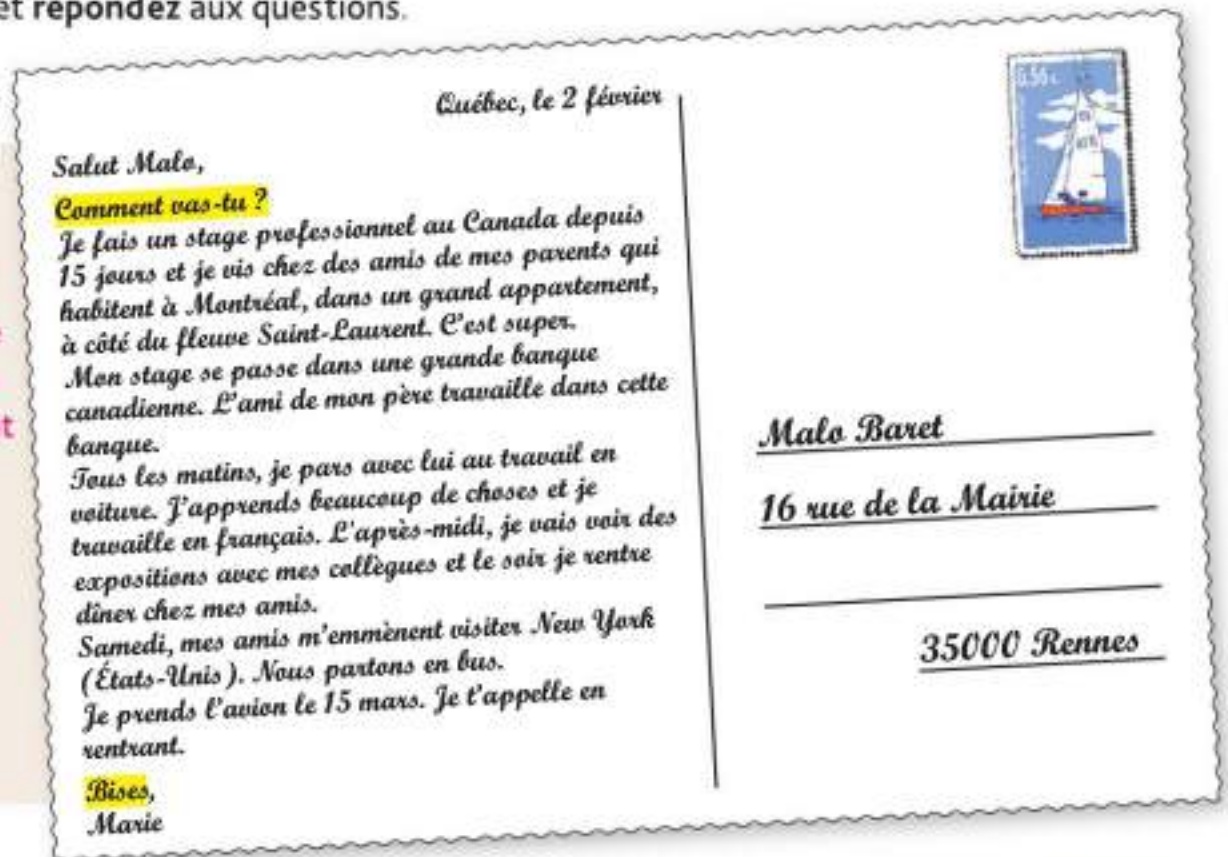 et répondez aux questions.
Québec, le 2 février
Salut Malo,
Comment vas-tu ?
Je fais un stage professionnel au Canada depuis
15 jours et je vis chez des amis de mes parents qui
habitent à Montréal, dans un grand appartement,
à côté du fleuve Saint-Laurent. C'est super.
Mon stage se passe dans une grande banque
canadienne. L'ami de mon père travaille dans cette
banque.
Tous les matins, je pars avec lui au travail en
voiture. J'apprends beaucoup de choses et je
travaille en français. L'après-midi, je vais voir des
expositions avec mes collègues et le soir je rentre
dîner chez mes amis.
Samedi, mes amis m'emmènent visiter New York
(États-Unis). Nous partons en bus.
Je prends l'avion le 15 mars. Je t'appelle en
rentrant.
Bises,
Marie
0,56 €
Malo Baret
16 rue de la Mairie
35000 Rennes